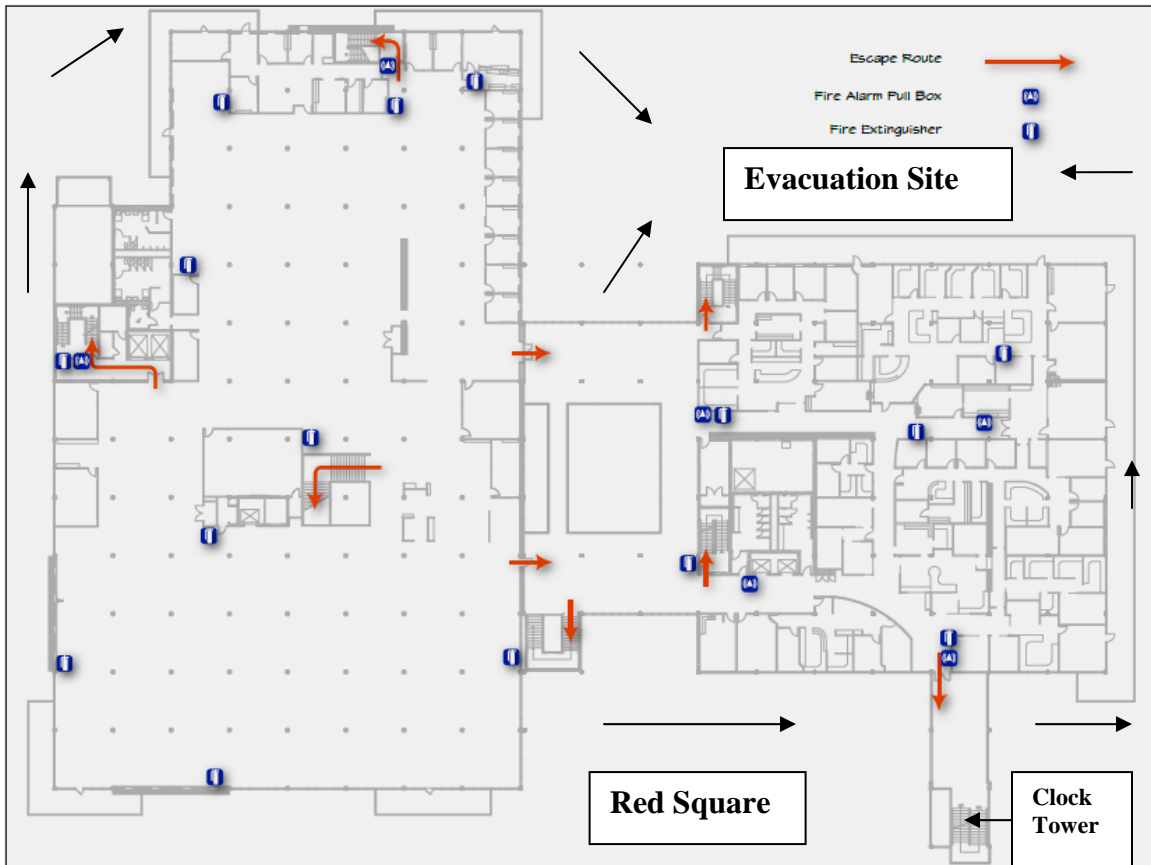 Escape Route
Fire Alarm Pull Box
Fire Extinguisher
Evacuation Site
Red Square
Clock
Tower